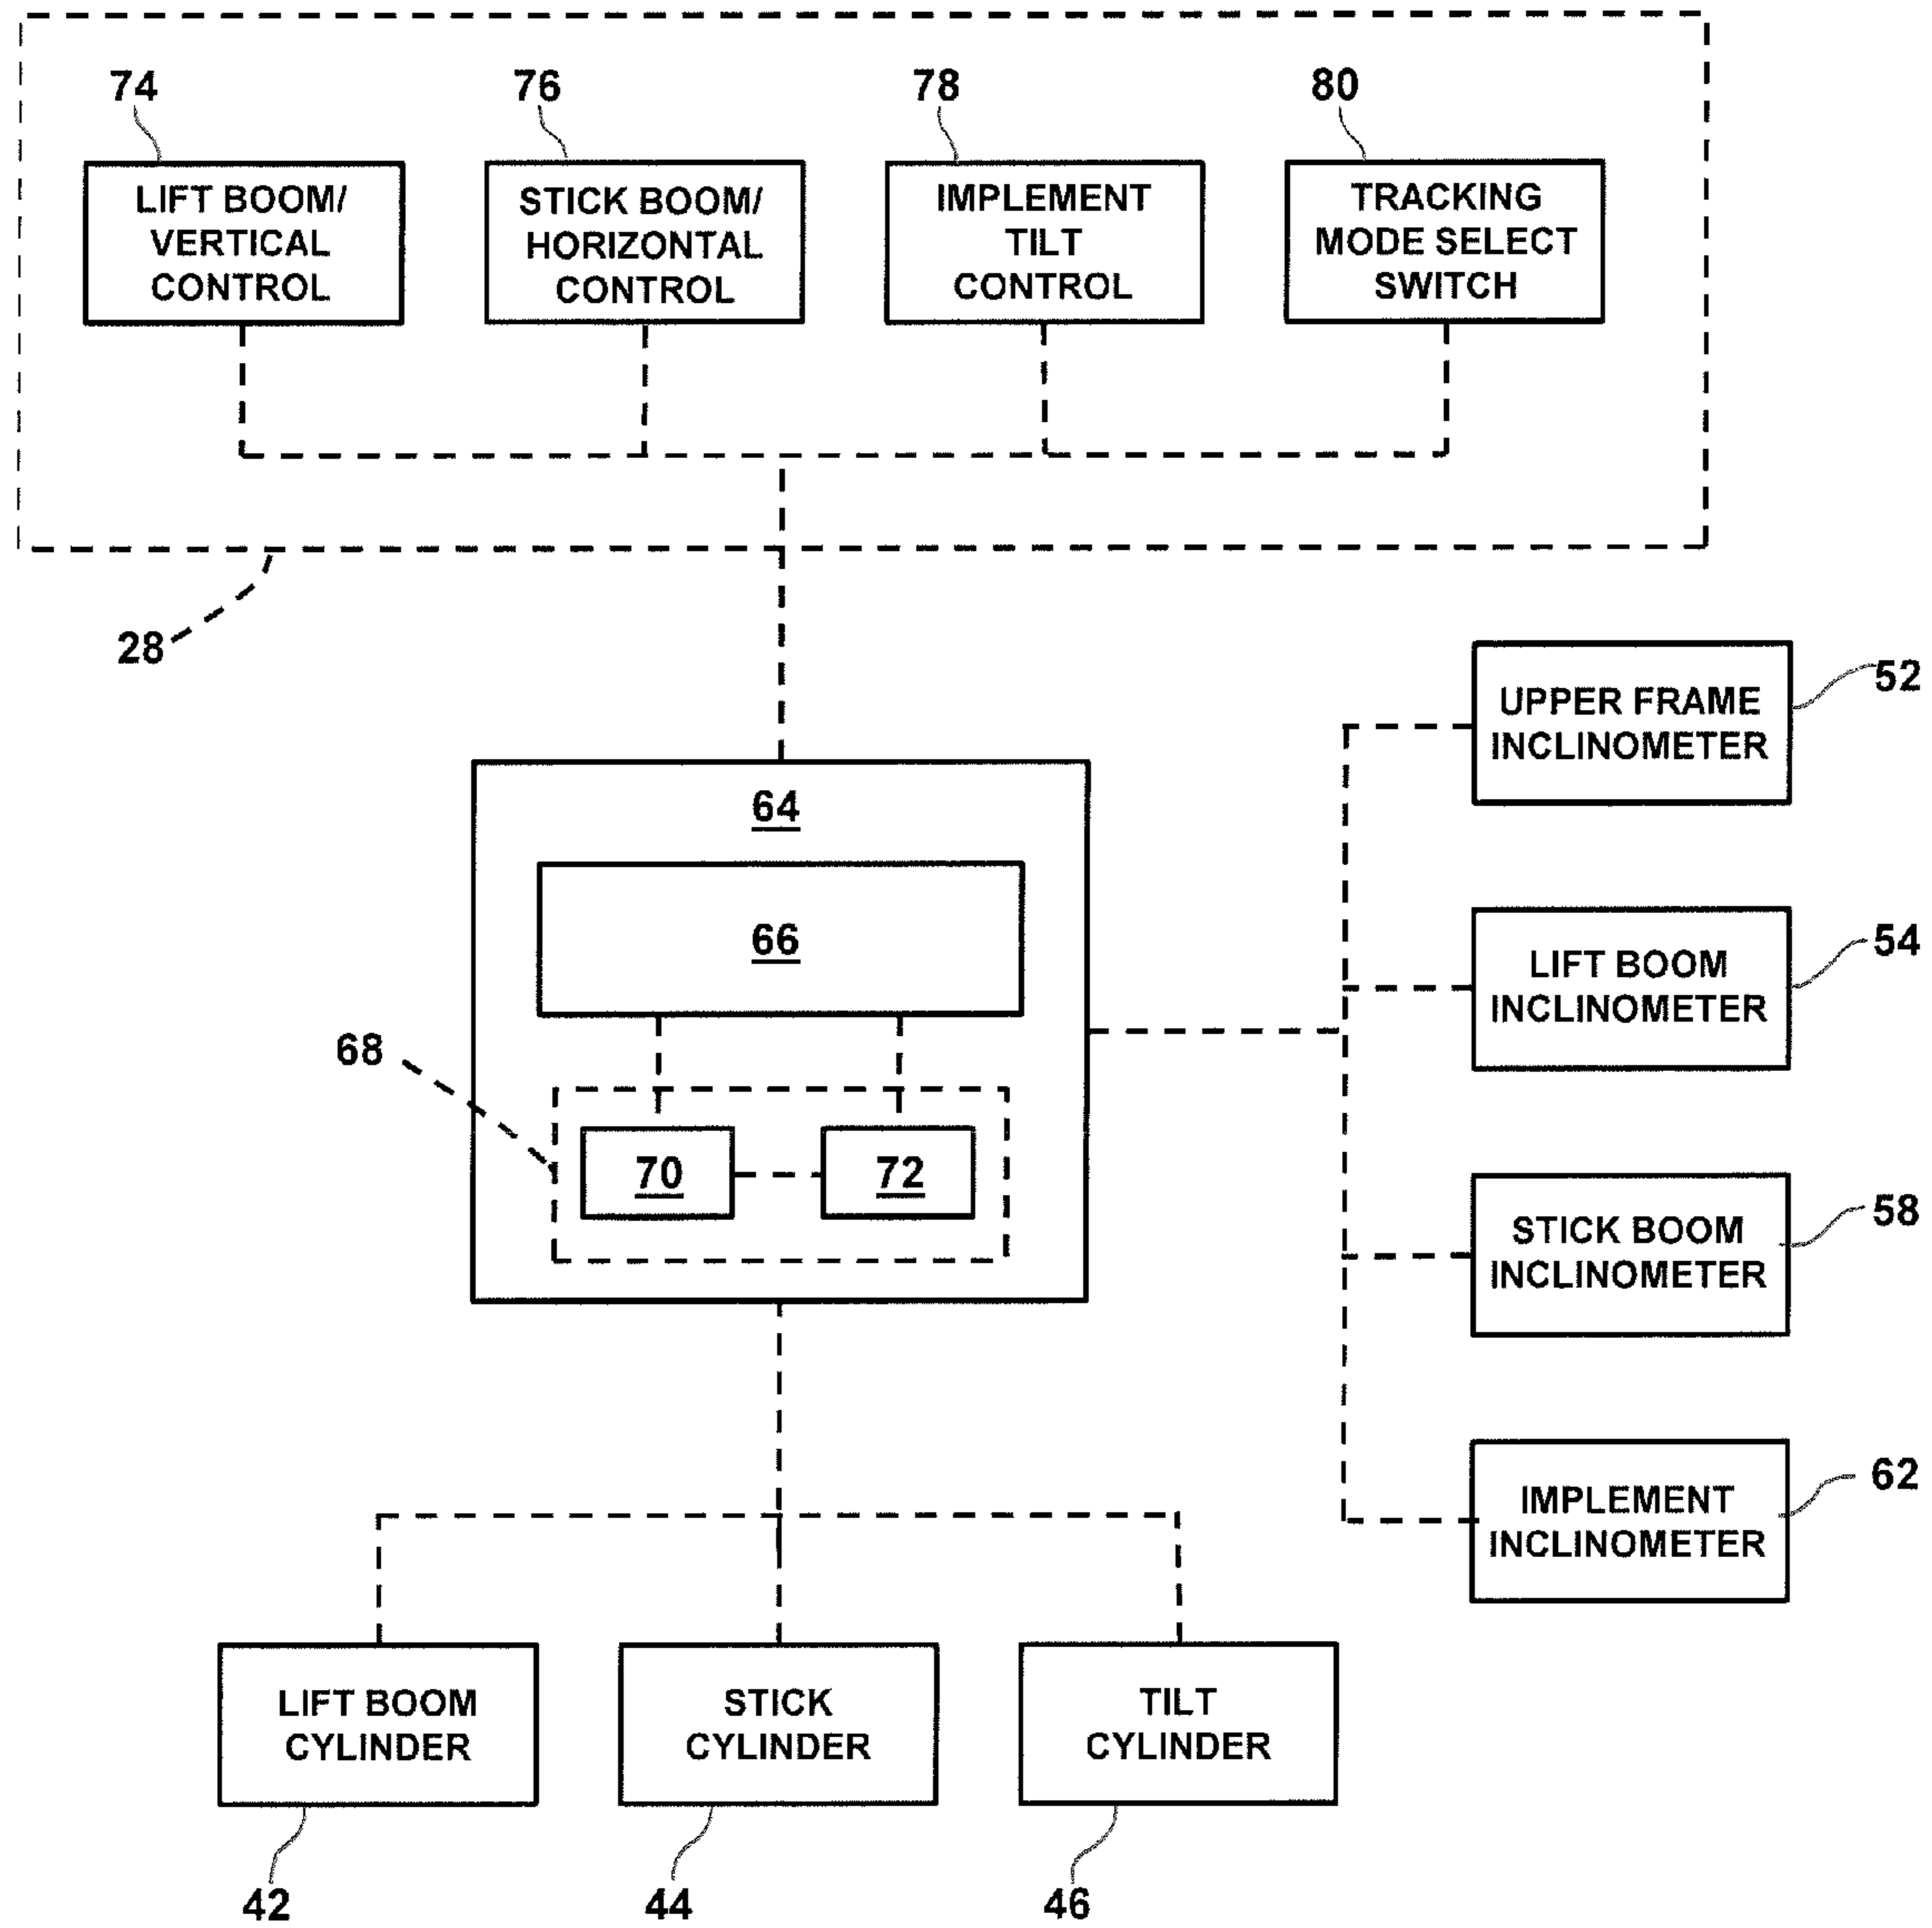 74
76
78
80
LIFT BOOM/
VERTICAL
CONTROL
STICK BOOM/
HORIZONTAL
CONTROL
IMPLEMENT
TILT
CONTROL
TRACKING
MODE SELECT
SWITCH
28
UPPER FRAME
INCLINOMETER
52
64
66
LIFT BOOM
INCLINOMETER
54
68
70
72
STICK BOOM
INCLINOMETER
58
IMPLEMENT
INCLINOMETER
62
LIFT BOOM
CYLINDER
STICK
CYLINDER
TILT
CYLINDER
42
44
46